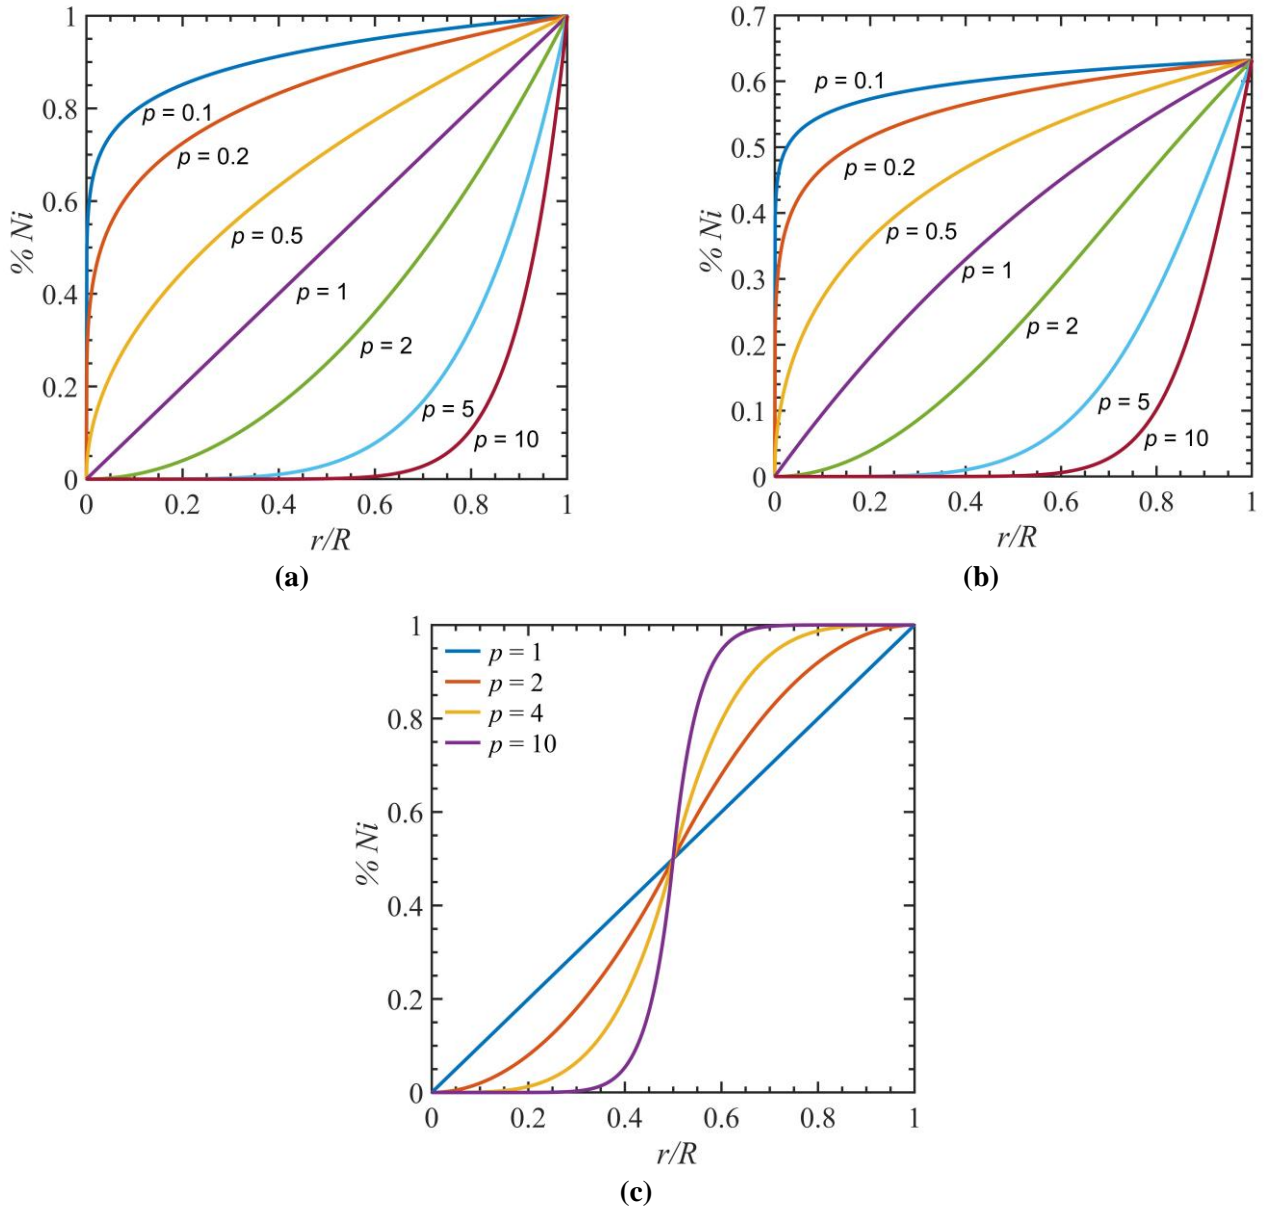 1
0.8
0.6
0.4
0.2
0
% Ni
p = 0.1
p = 0.2
p = 0.5
p = 1
p = 2
p = 5
p = 10
0 0.2 0.4 0.6 0.8 1
r/R
(a)
0.7
0.6
0.5
0.4
0.3
0.2
0.1
0
% Ni
p = 0.1
p = 0.2
p = 0.5
p = 1
p = 2
p = 5
p = 10
0 0.2 0.4 0.6 0.8 1
r/R
(b)
1
0.8
0.6
0.4
0.2
0
% Ni
p = 1
p = 2
p = 4
p = 10
0 0.2 0.4 0.6 0.8 1
r/R
(c)